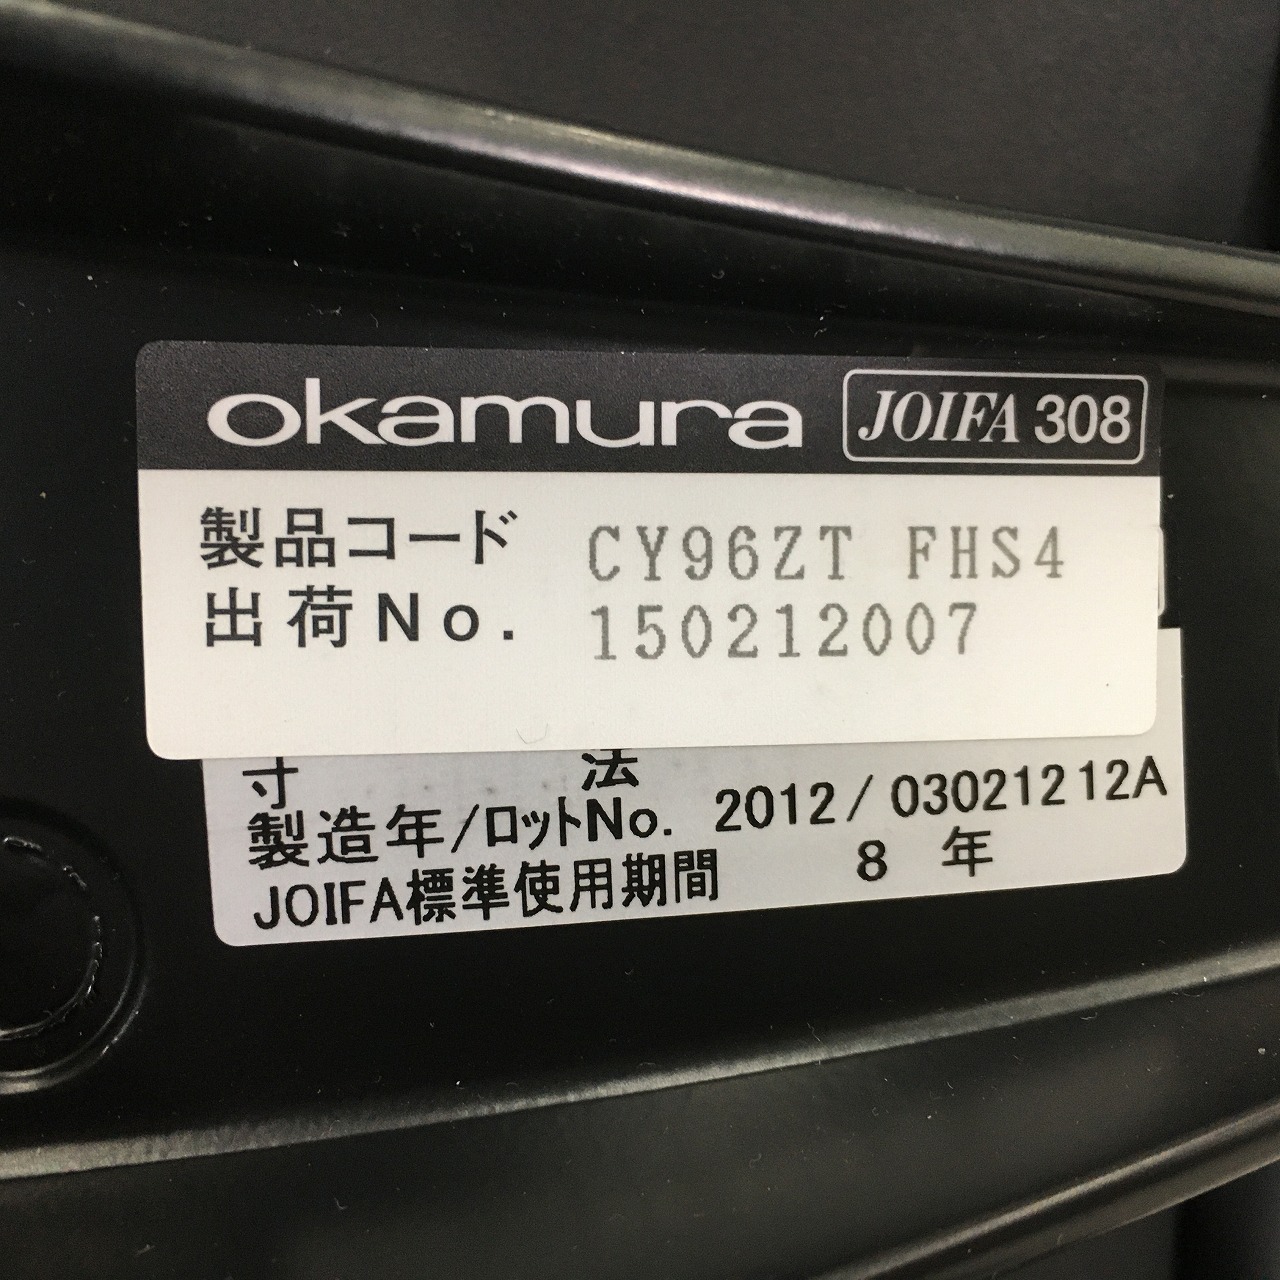 okamura JOIFA 308
製品コード CY96ZT FHS4
出荷No. 150212007
寸 法
製造年/ロットNo. 2012/03021212A
JOIFA標準使用期間 8年